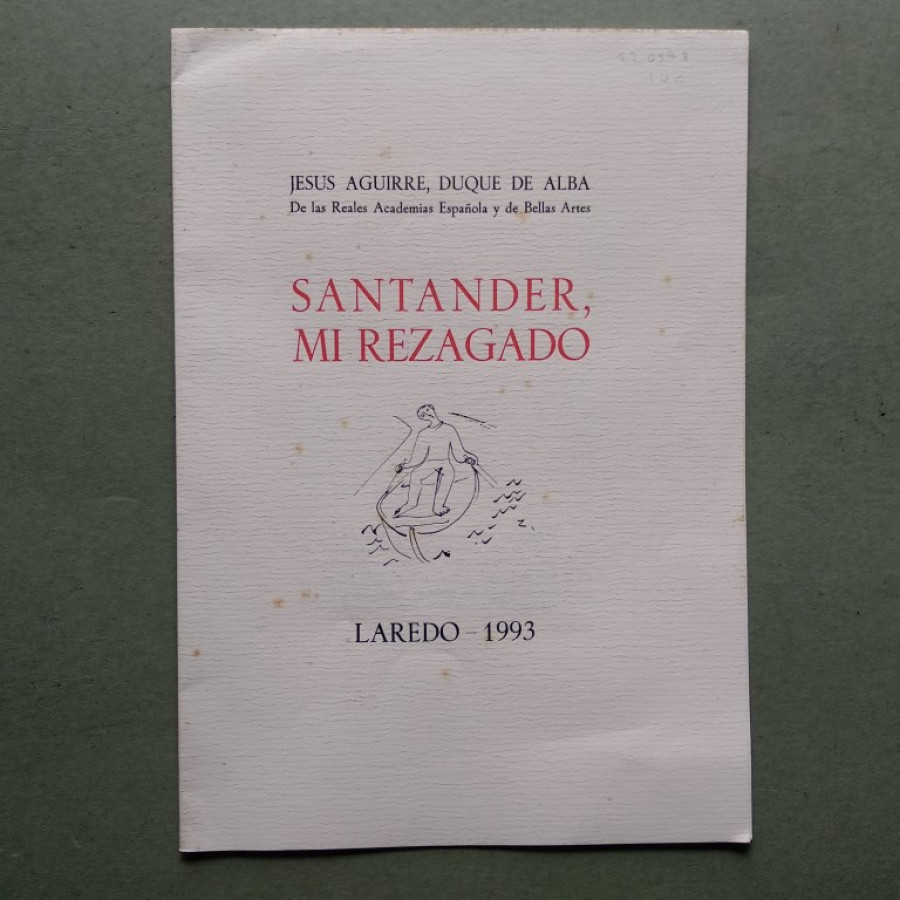 JESUS AGUIRRE, DUQUE DE ALBA
De las Reales Academias Española y de Bellas Artes
SANTANDER,
MI REZAGADO
LAREDO – 1993